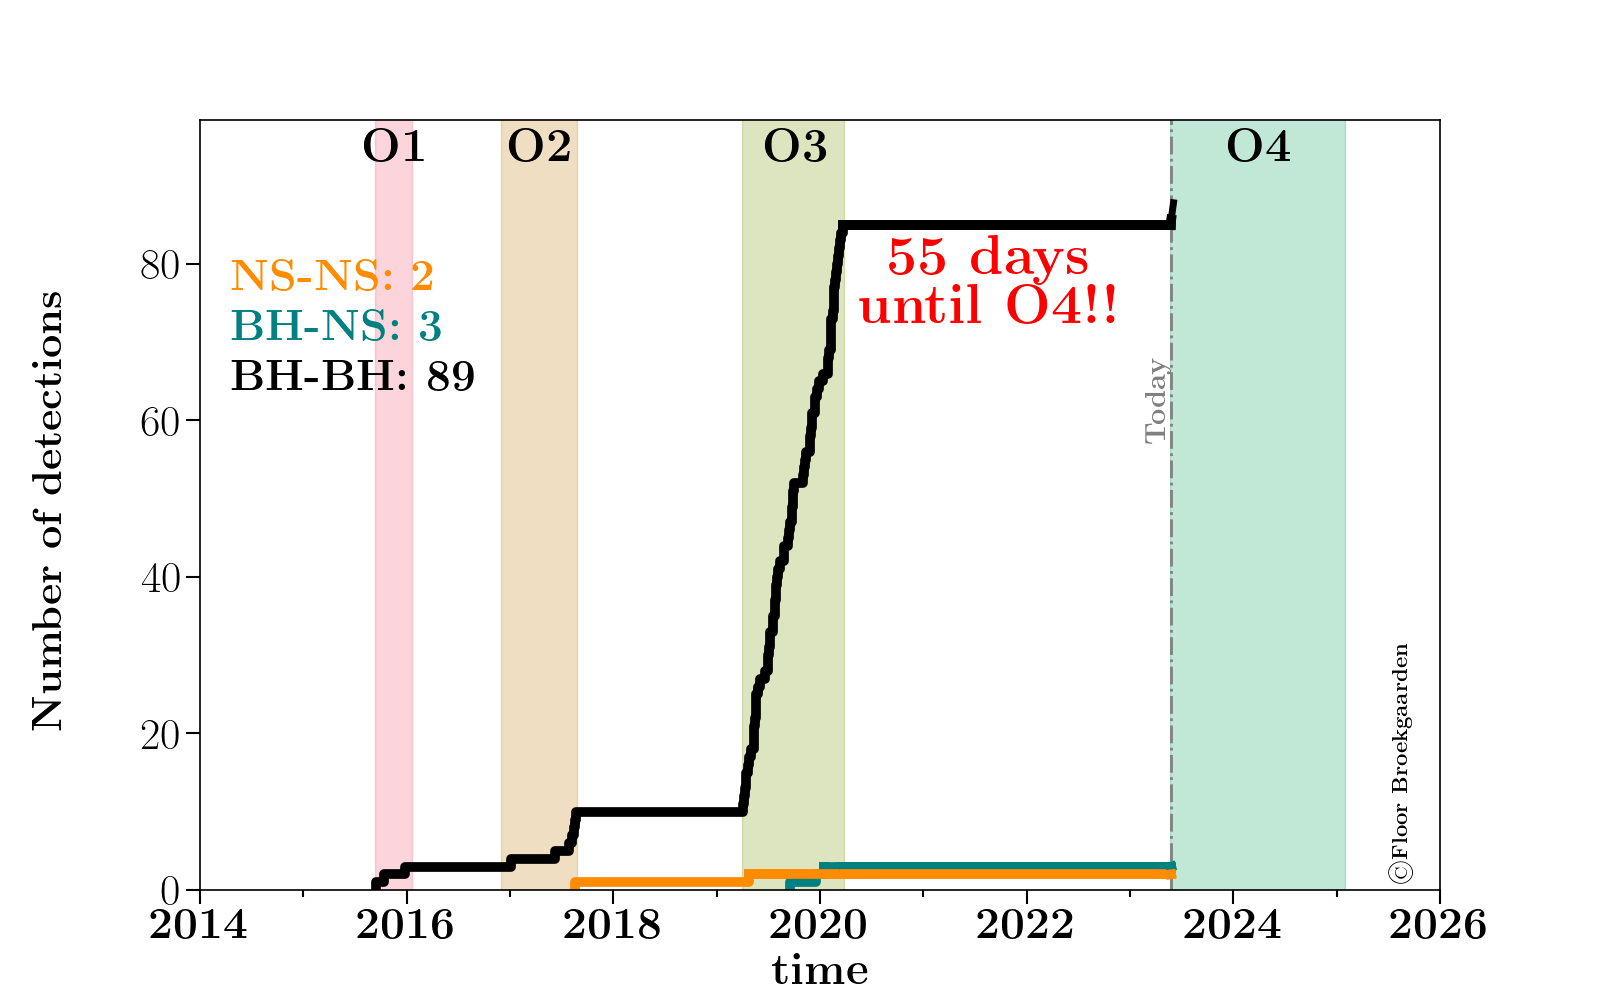 O1 O2 O3 O4
NS-NS: 2
BH-NS: 3
BH-BH: 89
55 days
until O4!!
Today
©Floor Broekgaarden
Number of detections
80
60
40
20
0
2014 2016 2018 2020 2022 2024 2026
time